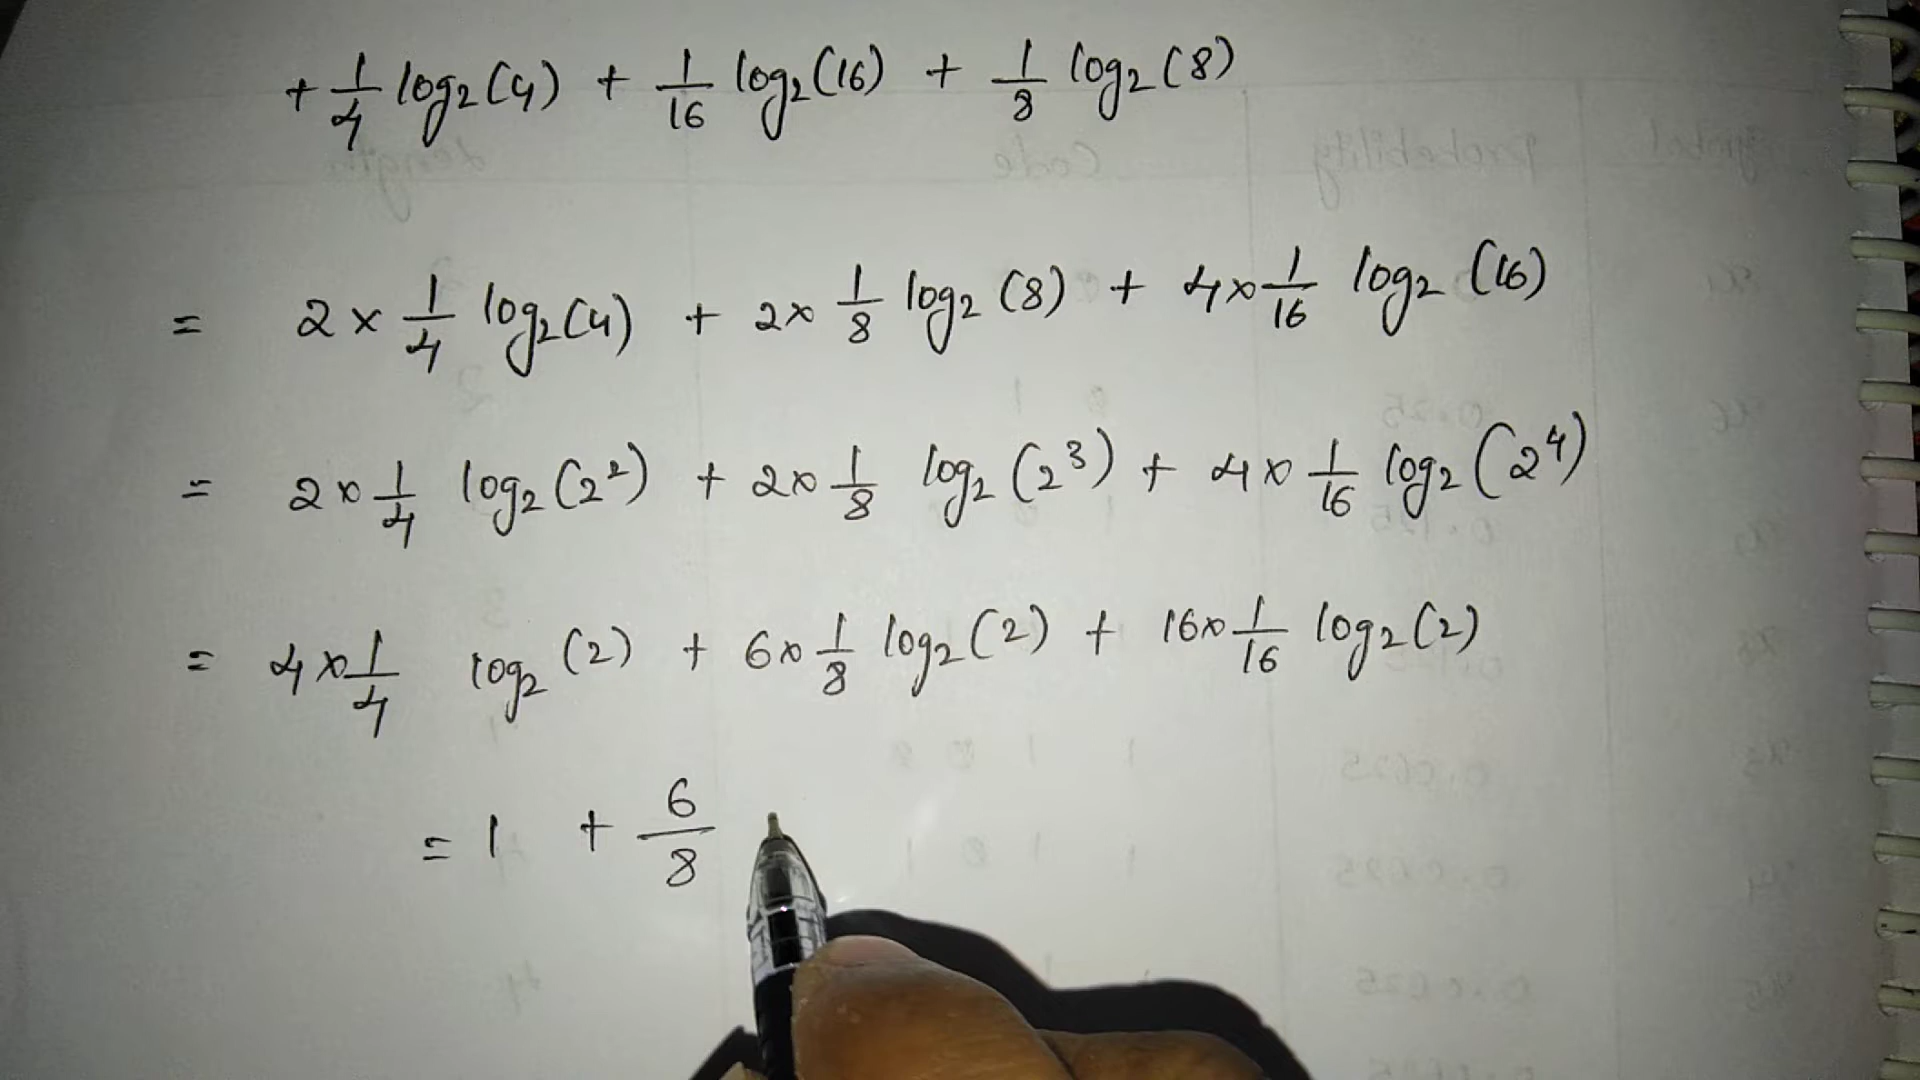 + 1/4 log₂(4) + 1/16 log₂(16) + 1/8 log₂(8)
= 2 × 1/4 log₂(4) + 2 × 1/8 log₂(8) + 4 × 1/16 log₂(16)
= 2 × 1/4 log₂(2²) + 2 × 1/8 log₂(2³) + 4 × 1/16 log₂(2⁴)
= 4 × 1/4 log₂(2) + 6 × 1/8 log₂(2) + 16 × 1/16 log₂(2)
= 1 + 6/8